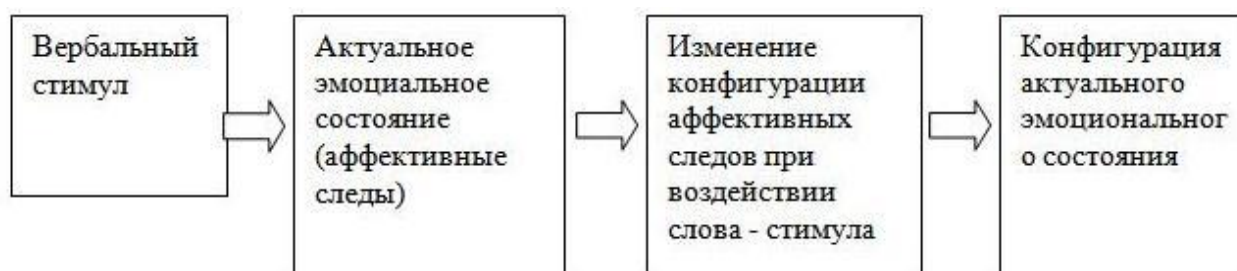 Вербальный
стимул
Актуальное
эмоциальное
состояние
(аффективные
следы)
Изменение
конфигурации
аффективных
следов при
воздействии
слова - стимула
Конфигурация
актуального
эмоциональног
о состояния